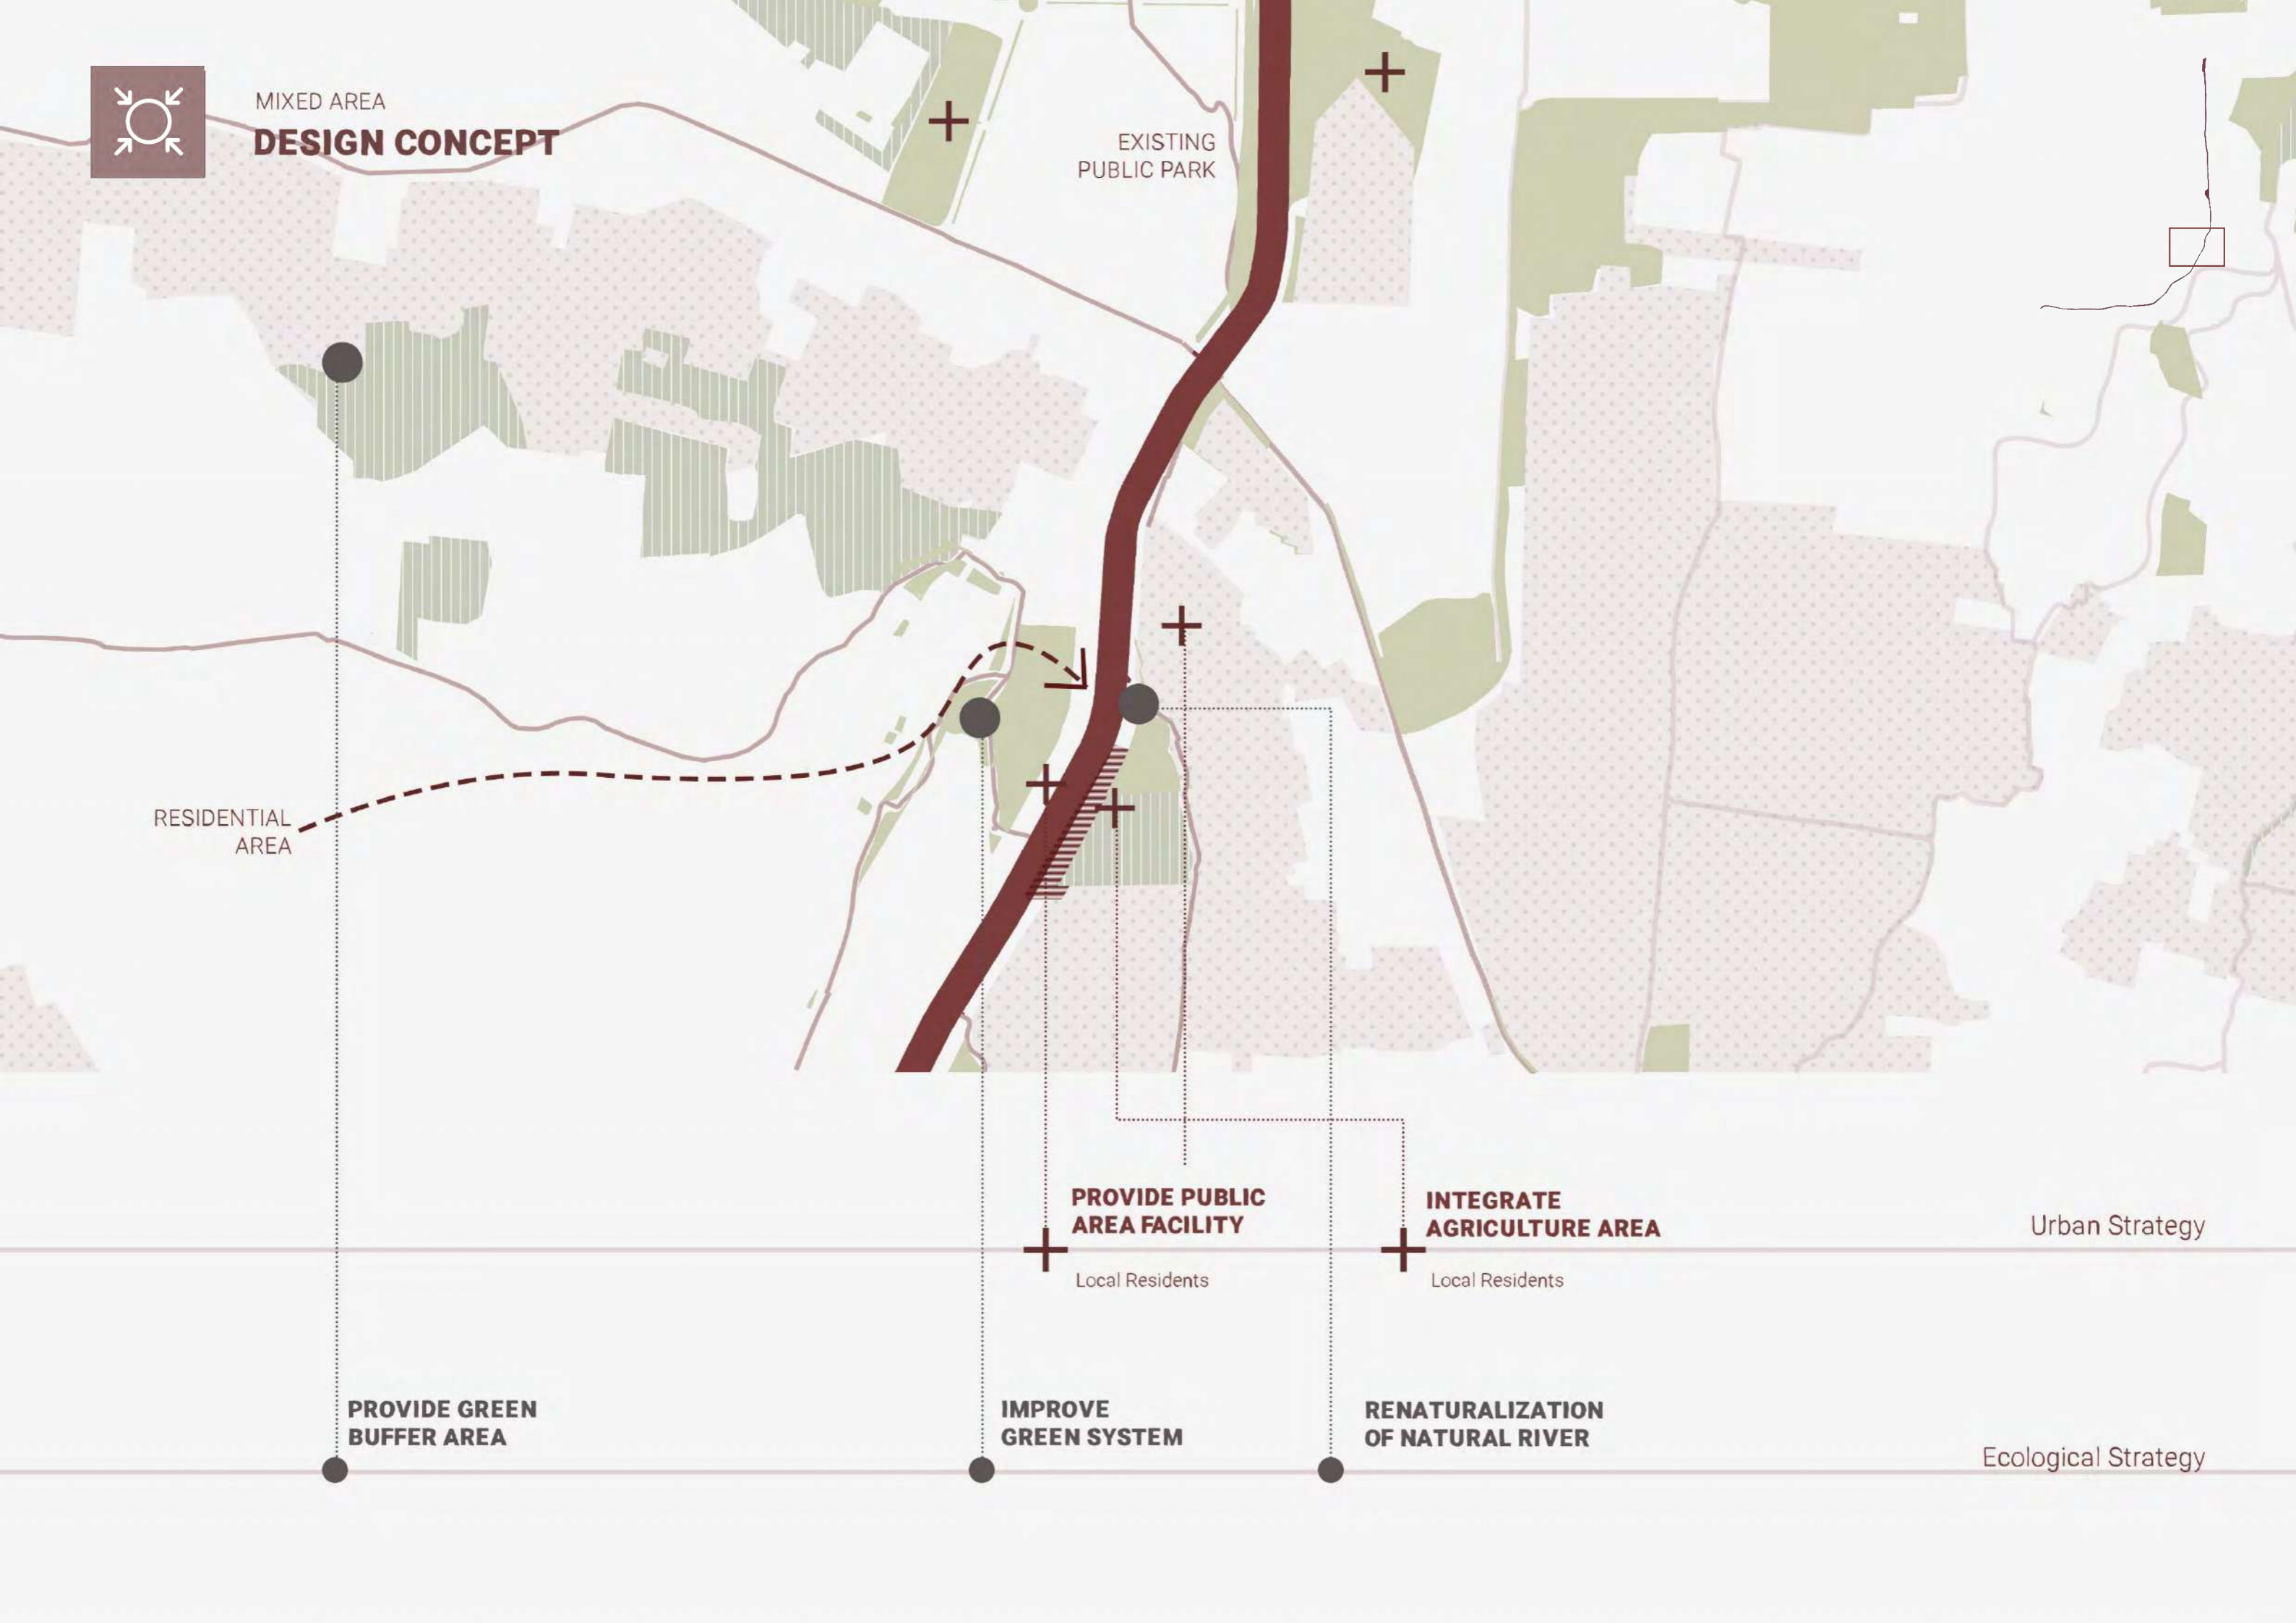 MIXED AREA
DESIGN CONCEPT
EXISTING
PUBLIC PARK
RESIDENTIAL
AREA
PROVIDE PUBLIC
AREA FACILITY
Local Residents
INTEGRATE
AGRICULTURE AREA
Local Residents
Urban Strategy
PROVIDE GREEN
BUFFER AREA
IMPROVE
GREEN SYSTEM
RENATURALIZATION
OF NATURAL RIVER
Ecological Strategy